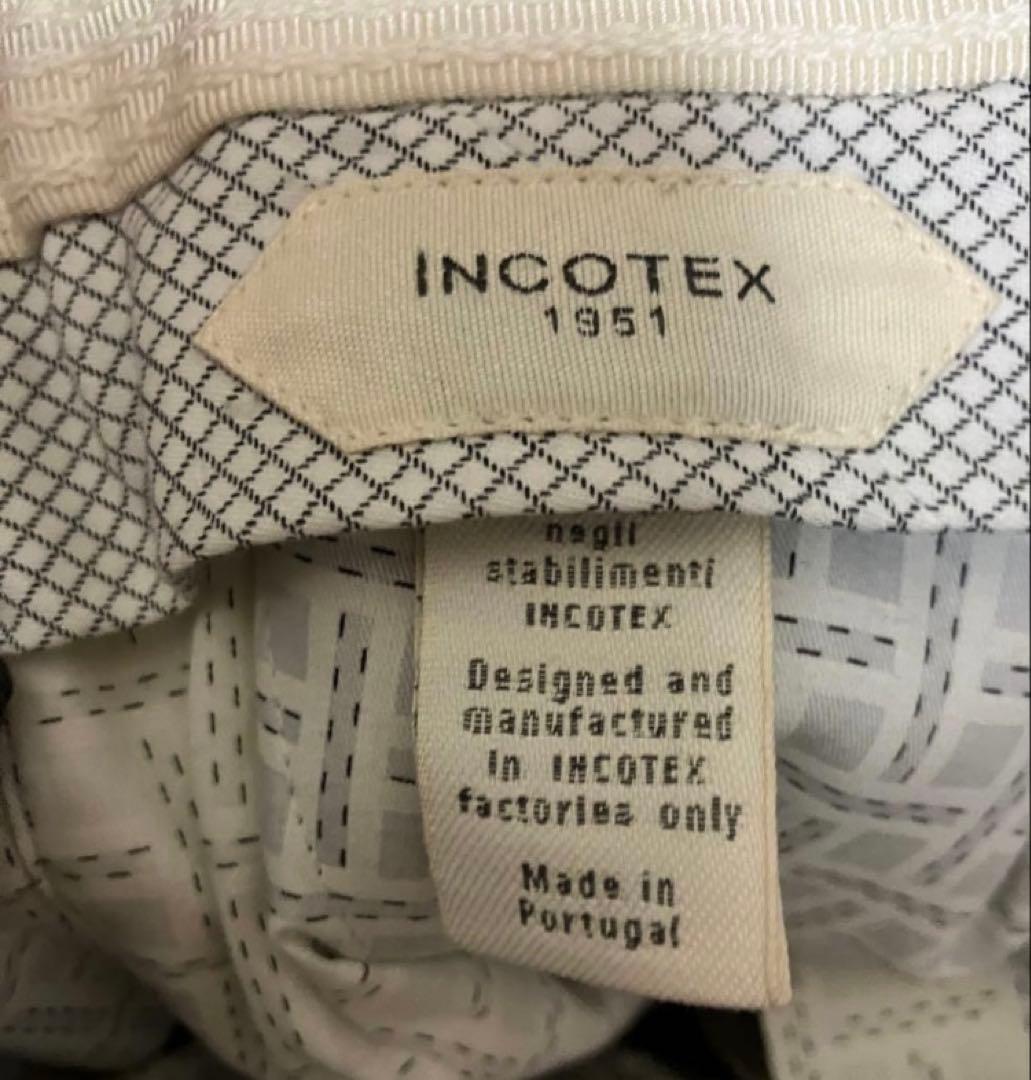 INCOTEX
1951
negli
stabilimenti
INCOTEX
Designed and
manufactured
in INCOTEX
factories only
Made in
Portugal